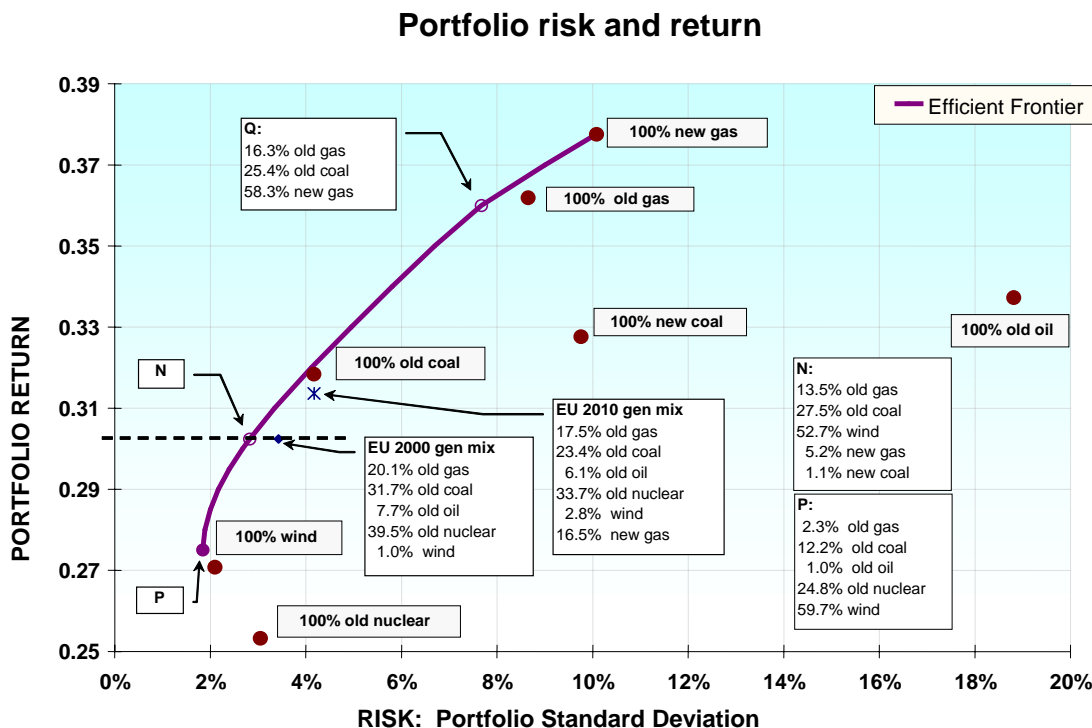 Portfolio risk and return
PORTFOLIO RETURN
0.39
0.37
0.35
0.33
0.31
0.29
0.27
0.25
Efficient Frontier
Q:
16.3% old gas
25.4% old coal
58.3% new gas
100% new gas
100% old gas
100% new coal
100% old oil
100% old coal
N
EU 2000 gen mix
20.1% old gas
31.7% old coal
7.7% old oil
39.5% old nuclear
1.0% wind
EU 2010 gen mix
17.5% old gas
23.4% old coal
6.1% old oil
33.7% old nuclear
2.8% wind
16.5% new gas
N:
13.5% old gas
27.5% old coal
52.7% wind
5.2% new gas
1.1% new coal
P:
2.3% old gas
12.2% old coal
1.0% old oil
24.8% old nuclear
59.7% wind
100% wind
P
100% old nuclear
0%
2%
4%
6%
8%
10%
12%
14%
16%
18%
20%
RISK: Portfolio Standard Deviation